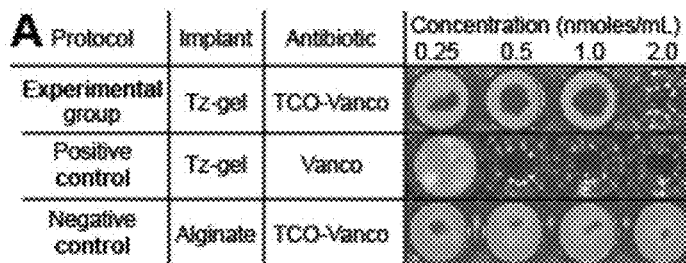 A Protocol Implant Antibiotic Concentration (nmoles/mL)
0.25 0.5 1.0 2.0
Experimental group Tz-gel TCO-Vanco
Positive control Tz-gel Vanco
Negative control Alginate TCO-Vanco